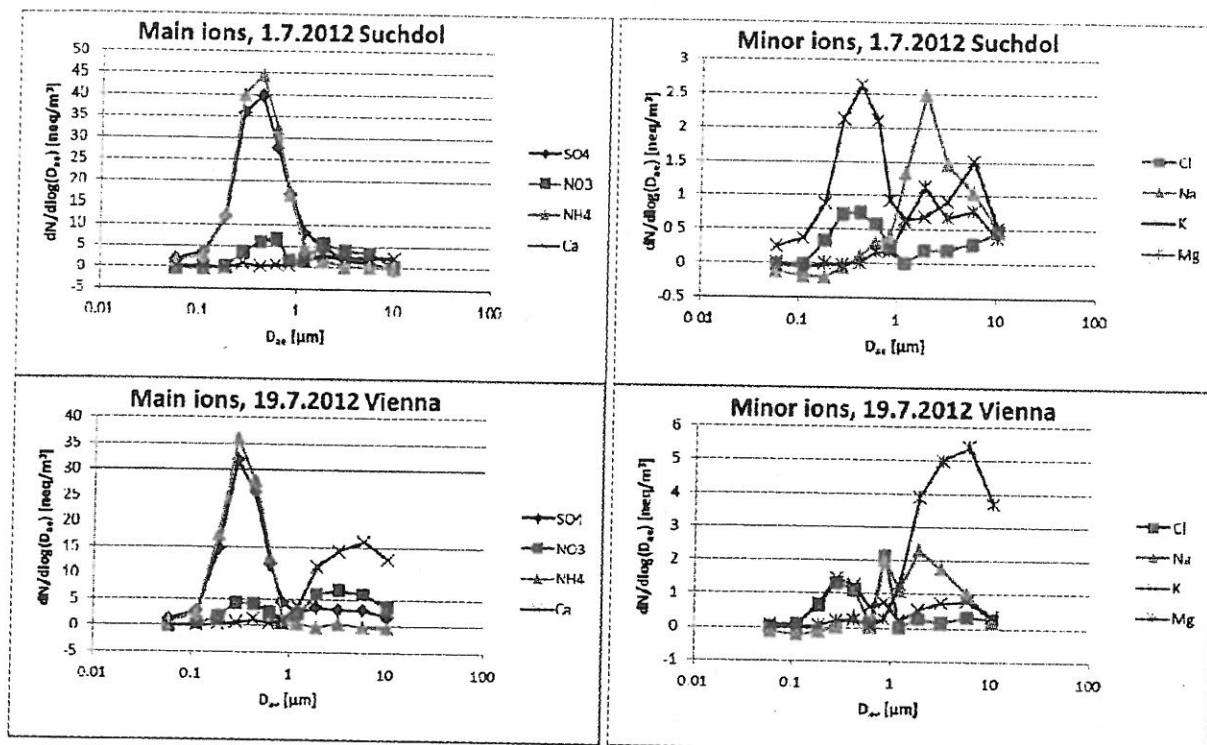 Main ions, 1.7.2012 Suchdol
dN/dlog(Dae) [neq/m³]
50
45
40
35
30
25
20
15
10
5
0
-5
0.01
0.1
1
10
100
Dae [µm]
SO4
NO3
NH4
Ca
Minor ions, 1.7.2012 Suchdol
dN/dlog(Dae) [neq/m³]
3
2.5
2
1.5
1
0.5
0
-0.5
0.01
0.1
1
10
100
Dae [µm]
Cl
Na
K
Mg
Main ions, 19.7.2012 Vienna
dN/dlog(Dae) [neq/m³]
40
35
30
25
20
15
10
5
0
-5
0.01
0.1
1
10
100
Dae [µm]
SO4
NO3
NH4
Ca
Minor ions, 19.7.2012 Vienna
dN/dlog(Dae) [neq/m³]
6
5
4
3
2
1
0
-1
0.01
0.1
1
10
100
Dae [µm]
Cl
Na
K
Mg